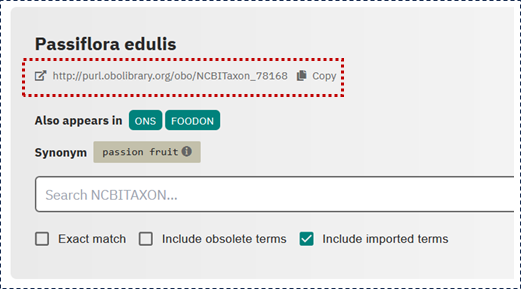 Passiflora edulis
http://purl.obolibrary.org/obo/NCBITaxon_78168 Copy
Also appears in ONS FOODON
Synonym passion fruit
Search NCBITAXON...
Exact match Include obsolete terms Include imported terms